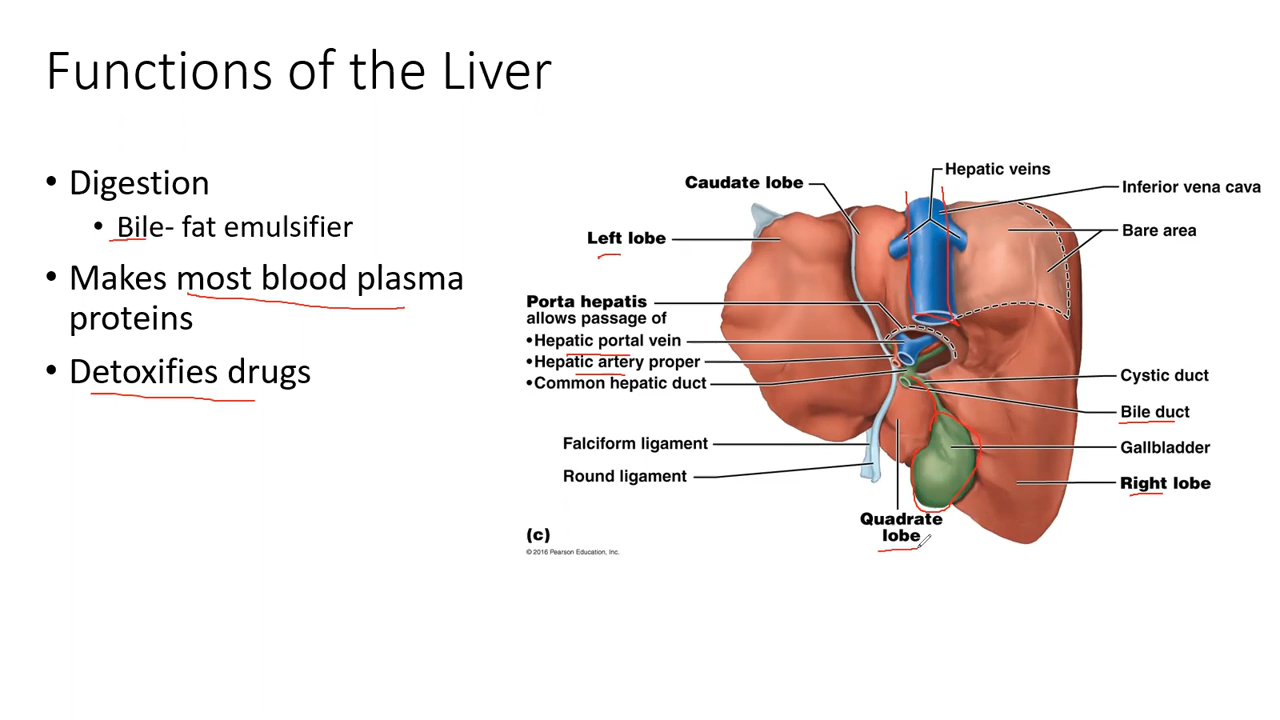 Functions of the Liver
• Digestion
• Bile- fat emulsifier
• Makes most blood plasma
proteins
• Detoxifies drugs
Hepatic veins
Caudate lobe
Inferior vena cava
Bare area
Left lobe
Porta hepatis
allows passage of
•Hepatic portal vein
•Hepatic artery proper
•Common hepatic duct
Cystic duct
Bile duct
Falciform ligament
Gallbladder
Round ligament
Right lobe
Quadrate
lobe
(c)
© 2016 Pearson Education, Inc.